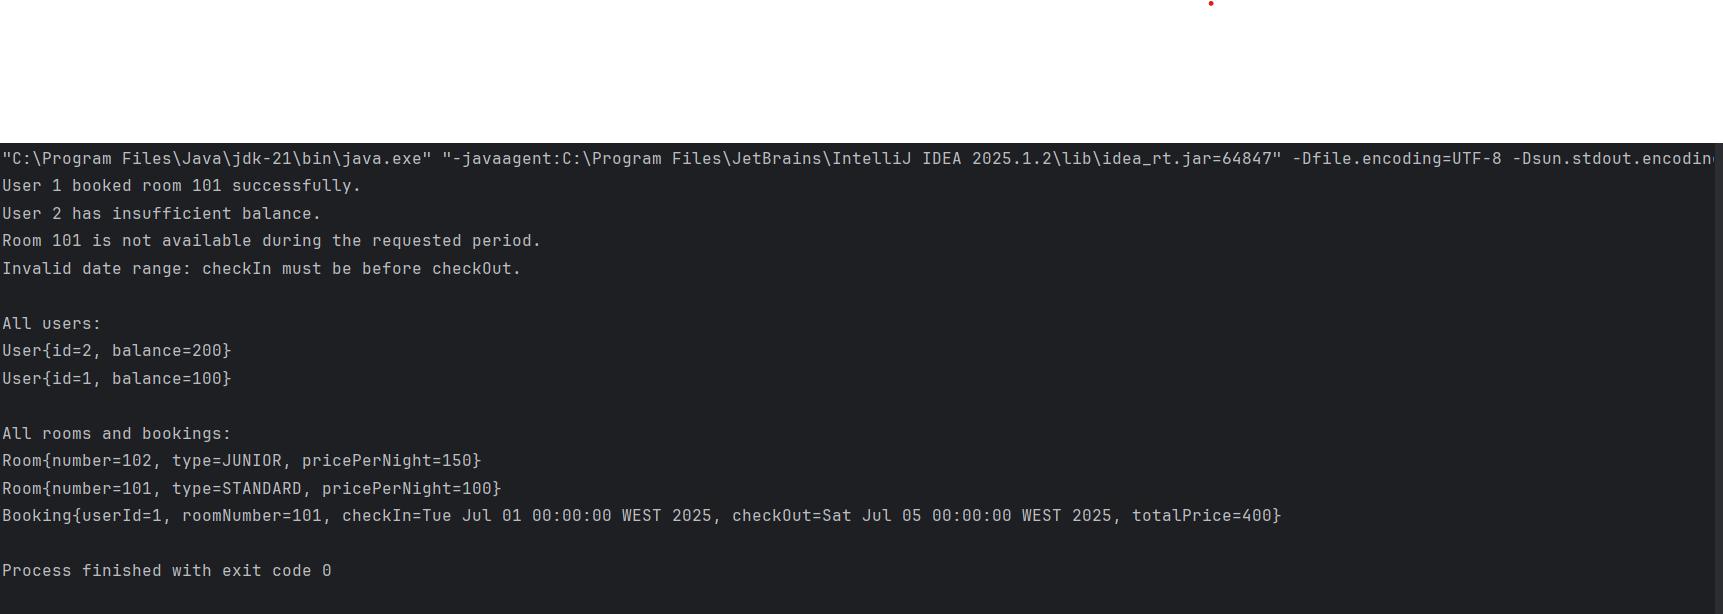 "C:\Program Files\Java\jdk-21\bin\java.exe" "-javaagent:C:\Program Files\JetBrains\IntelliJ IDEA 2025.1.2\lib\idea_rt.jar=64847" -Dfile.encoding=UTF-8 -Dsun.stdout.encoding
User 1 booked room 101 successfully.
User 2 has insufficient balance.
Room 101 is not available during the requested period.
Invalid date range: checkIn must be before checkOut.
All users:
User{id=2, balance=200}
User{id=1, balance=100}
All rooms and bookings:
Room{number=102, type=JUNIOR, pricePerNight=150}
Room{number=101, type=STANDARD, pricePerNight=100}
Booking{userId=1, roomNumber=101, checkIn=Tue Jul 01 00:00:00 WEST 2025, checkOut=Sat Jul 05 00:00:00 WEST 2025, totalPrice=400}
Process finished with exit code 0